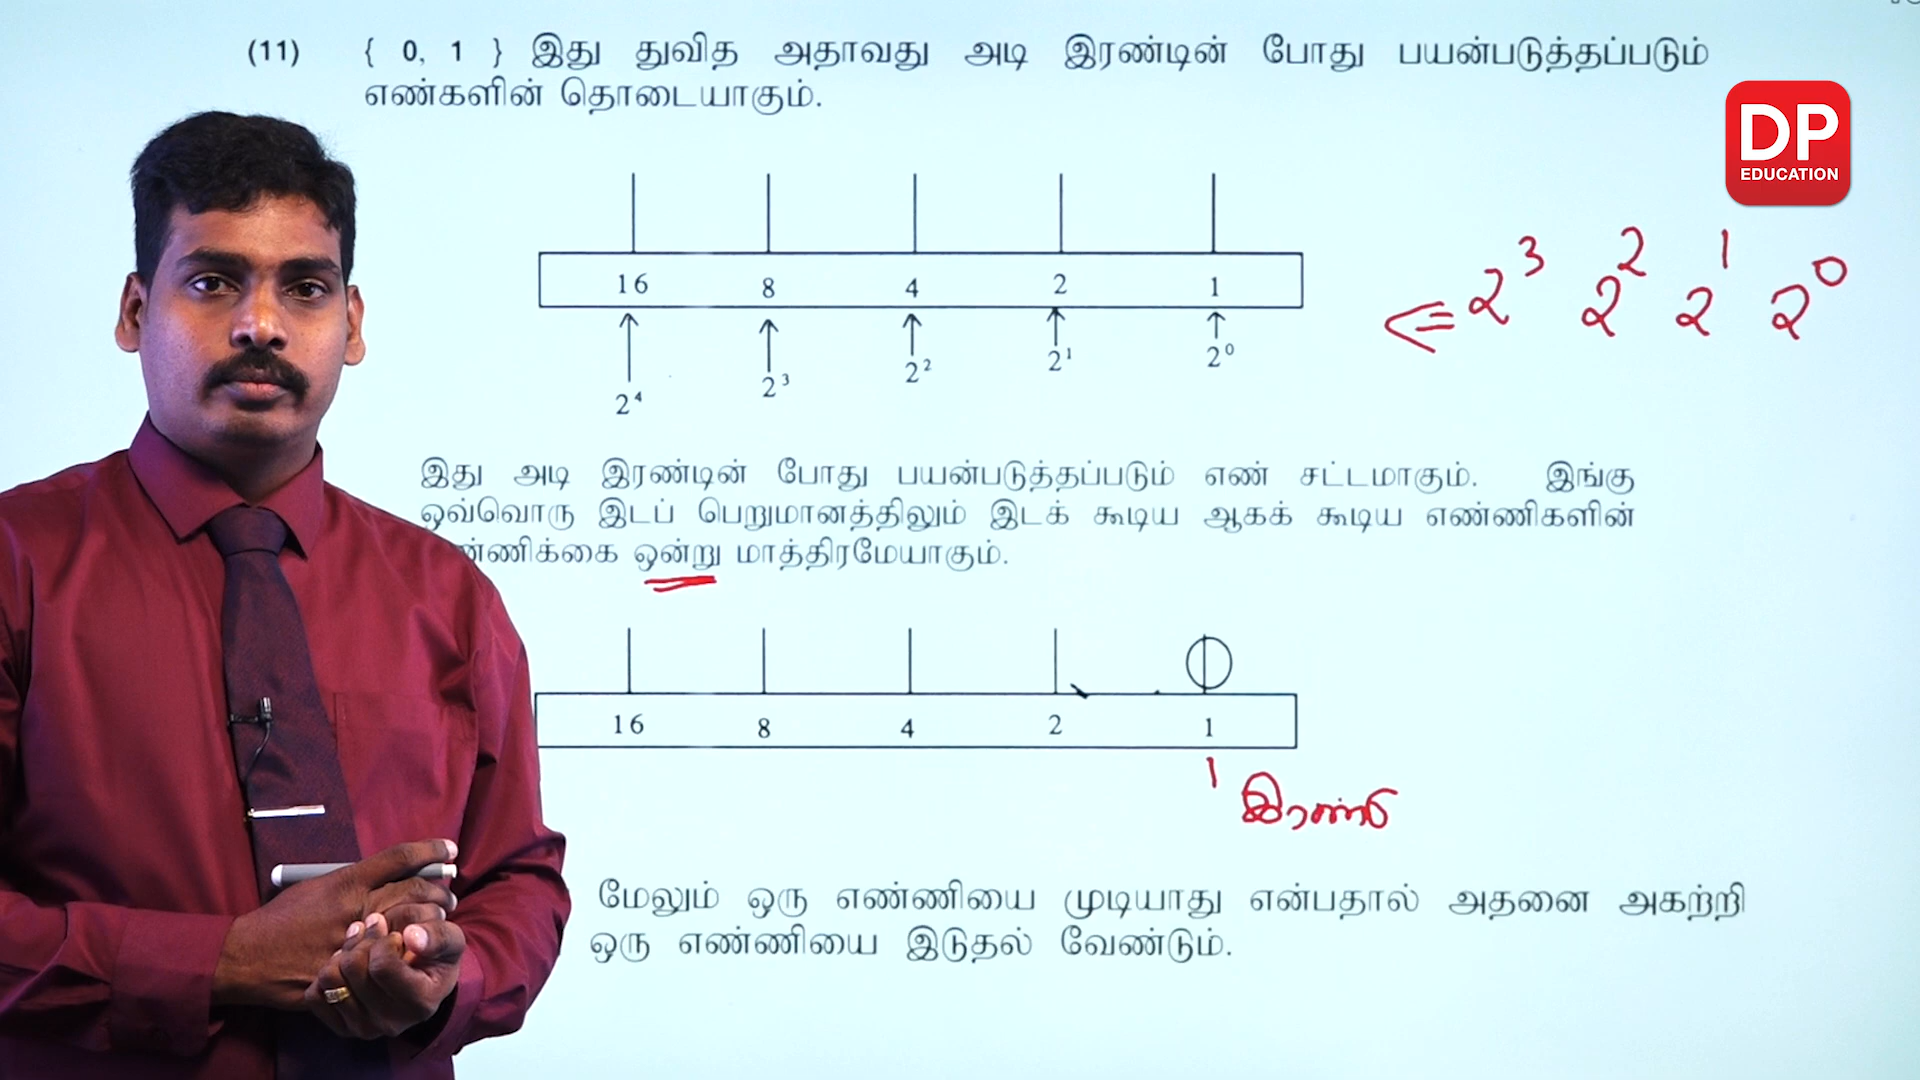 (11) { 0, 1 } இது துவித அதாவது அடி இரண்டின் போது பயன்படுத்தப்படும்
எண்களின் தொடையாகும்.
DP
EDUCATION
16 8 4 2 1
2⁴ 2³ 2² 2¹ 2⁰
⇐ 2³ 2² 2¹ 2⁰
இது அடி இரண்டின் போது பயன்படுத்தப்படும் எண் சட்டமாகும். இங்கு
ஒவ்வொரு இடப் பெறுமானத்திலும் இடக் கூடிய ஆகக் கூடிய எண்ணிகளின்
ண்ணிக்கை ஒன்று மாத்திரமேயாகும்.
16 8 4 2 1
1 இரண்டு
மேலும் ஒரு எண்ணியை முடியாது என்பதால் அதனை அகற்றி
ஒரு எண்ணியை இடுதல் வேண்டும்.